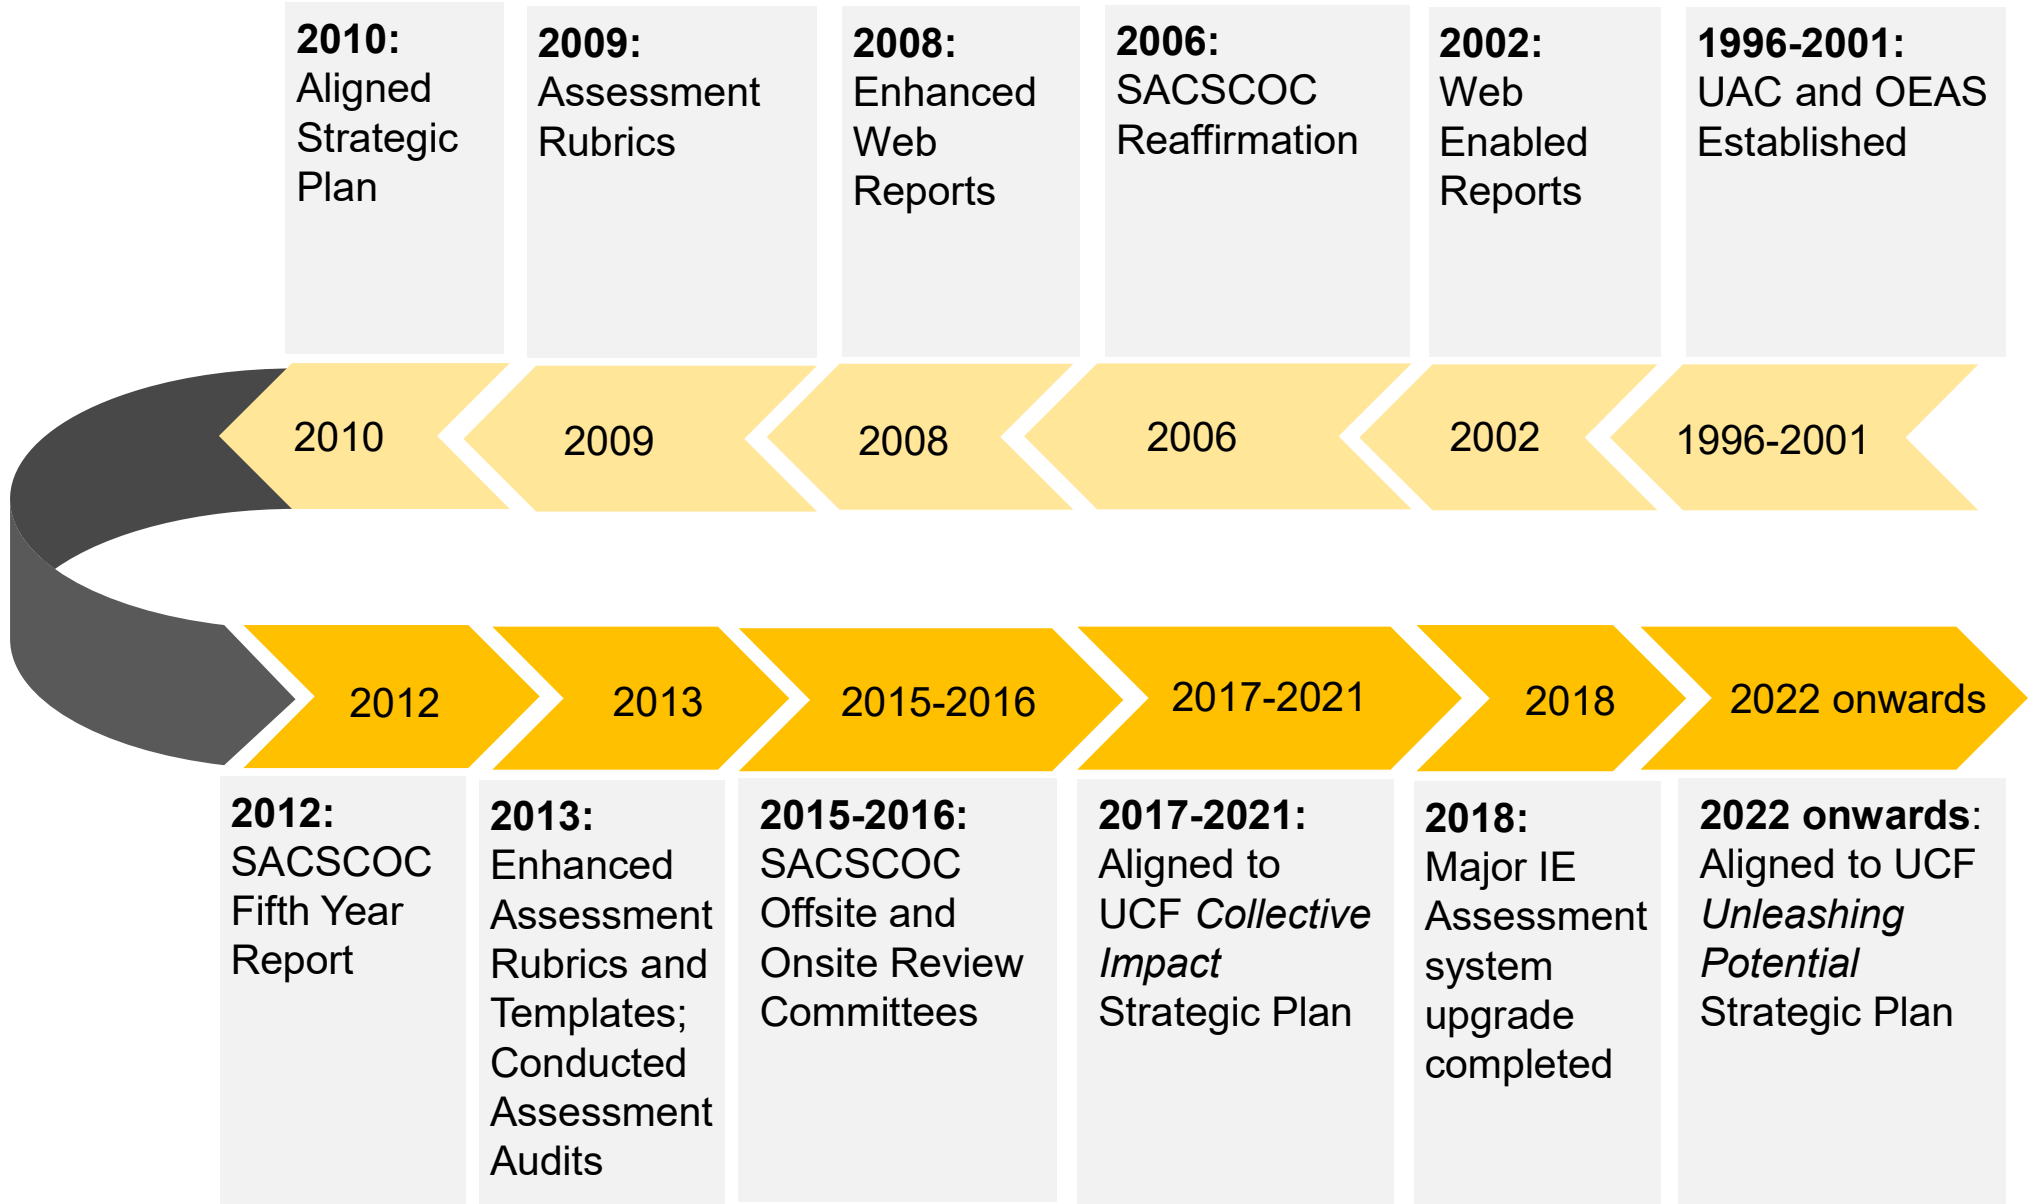 2010:
Aligned
Strategic
Plan
2009:
Assessment
Rubrics
2008:
Enhanced
Web
Reports
2006:
SACSCOC
Reaffirmation
2002:
Web
Enabled
Reports
1996-2001:
UAC and OEAS
Established
2010
2009
2008
2006
2002
1996-2001
2012
2013
2015-2016
2017-2021
2018
2022 onwards
2012:
SACSCOC
Fifth Year
Report
2013:
Enhanced
Assessment
Rubrics and
Templates;
Conducted
Assessment
Audits
2015-2016:
SACSCOC
Offsite and
Onsite Review
Committees
2017-2021:
Aligned to
UCF Collective
Impact
Strategic Plan
2018:
Major IE
Assessment
system
upgrade
completed
2022 onwards:
Aligned to UCF
Unleashing
Potential
Strategic Plan